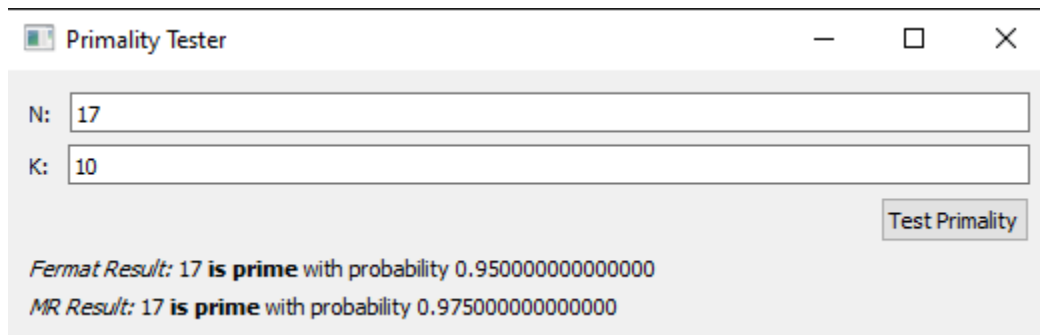 Primality Tester
N: 17
K: 10
Test Primality
Fermat Result: 17 is prime with probability 0.950000000000000
MR Result: 17 is prime with probability 0.975000000000000